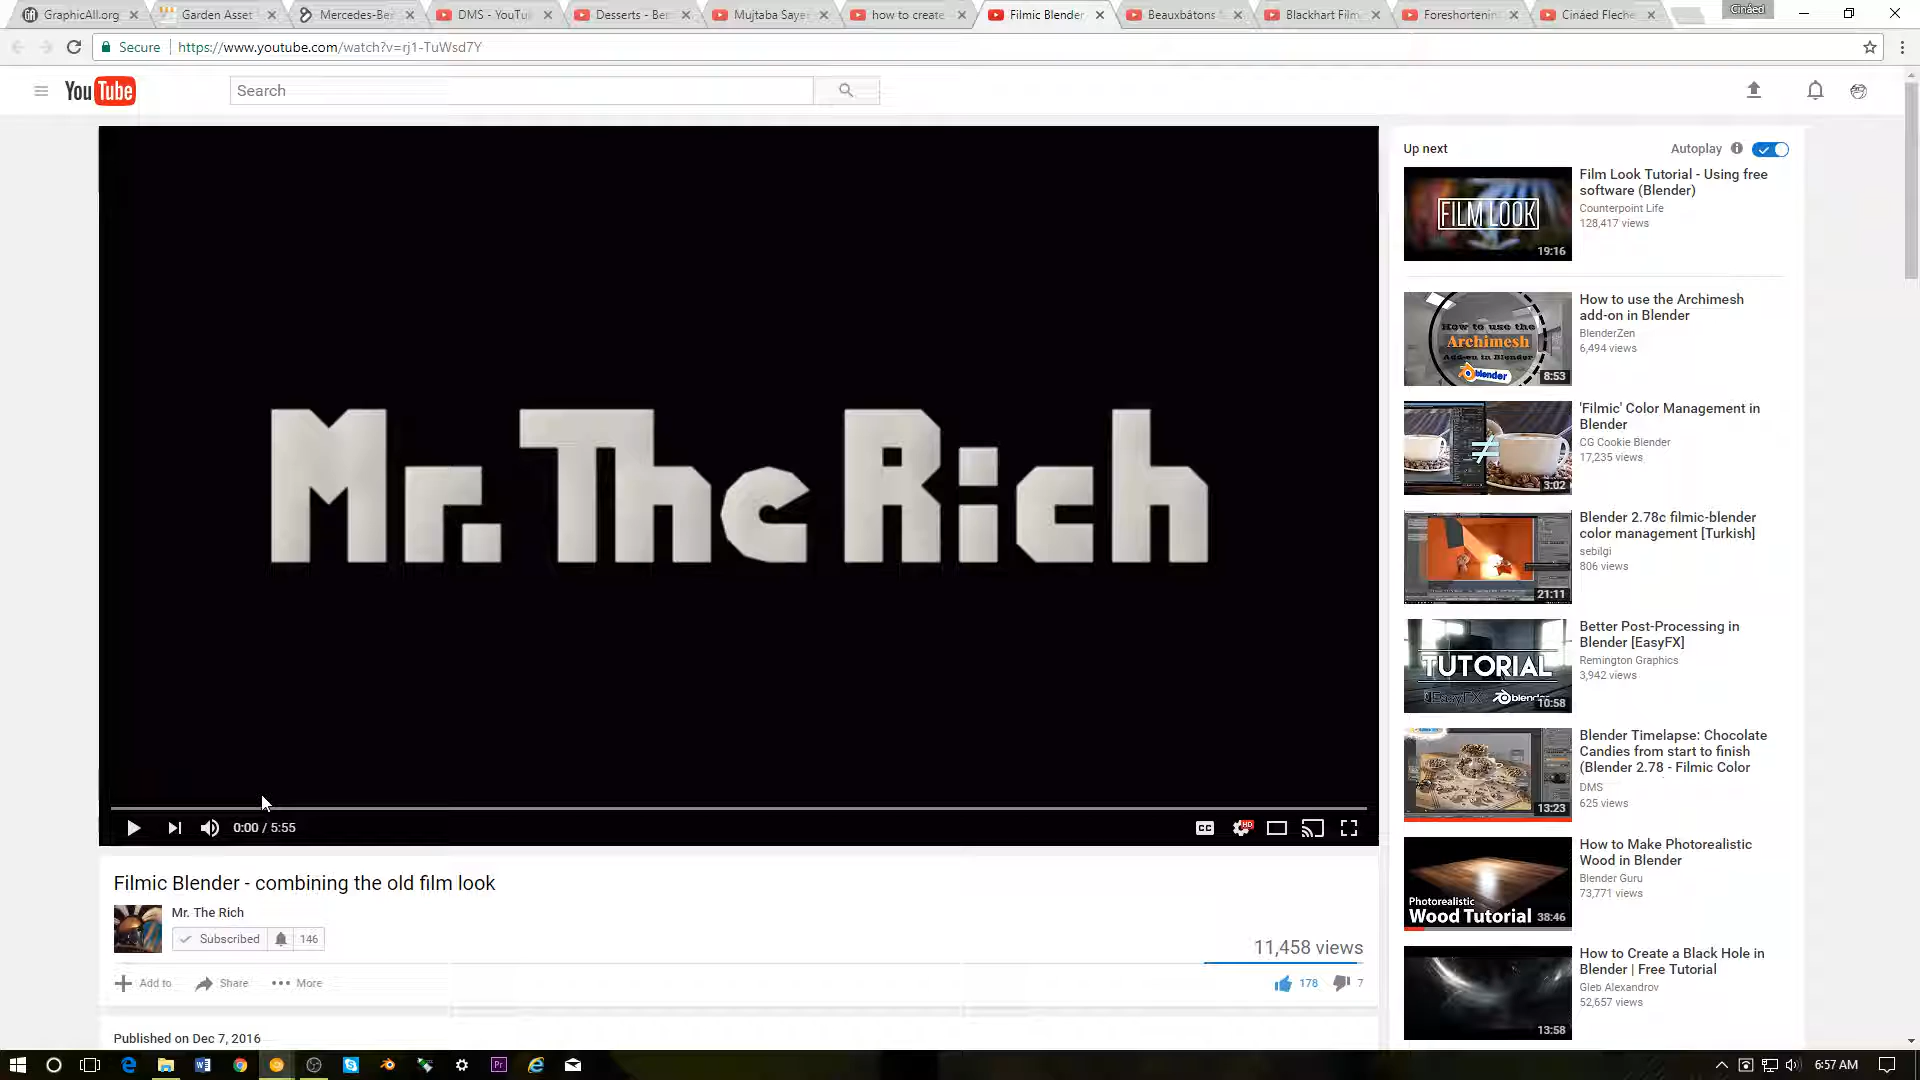 GraphicAll.org
Garden Asset
Mercedes-Be
DMS - YouTu
Desserts - Be
Mujtaba Saye
how to create
Filmic Blender
Beauxbâtons
Blackhart Film
Foreshortenin
Cináed Fleche
Cináed
Secure
https://www.youtube.com/watch?v=rj1-TuWsd7Y
YouTube
Search
Mr. The Rich
0:00 / 5:55
CC
HD
Filmic Blender - combining the old film look
Mr. The Rich
Subscribed 146
11,458 views
Add to Share More
178 7
Published on Dec 7, 2016
Up next
Autoplay
FILM LOOK
19:16
Film Look Tutorial - Using free
software (Blender)
Counterpoint Life
128,417 views
How to use the
Archimesh
Add-on in Blender
blender
8:53
How to use the Archimesh
add-on in Blender
BlenderZen
6,494 views
≠
3:02
'Filmic' Color Management in
Blender
CG Cookie Blender
17,235 views
21:11
Blender 2.78c filmic-blender
color management [Turkish]
sebilgi
806 views
TUTORIAL
EasyFX blender
10:58
Better Post-Processing in
Blender [EasyFX]
Remington Graphics
3,942 views
13:23
Blender Timelapse: Chocolate
Candies from start to finish
(Blender 2.78 - Filmic Color
DMS
625 views
Photorealistic
Wood Tutorial
38:46
How to Make Photorealistic
Wood in Blender
Blender Guru
73,771 views
13:58
How to Create a Black Hole in
Blender | Free Tutorial
Gleb Alexandrov
52,657 views
6:57 AM